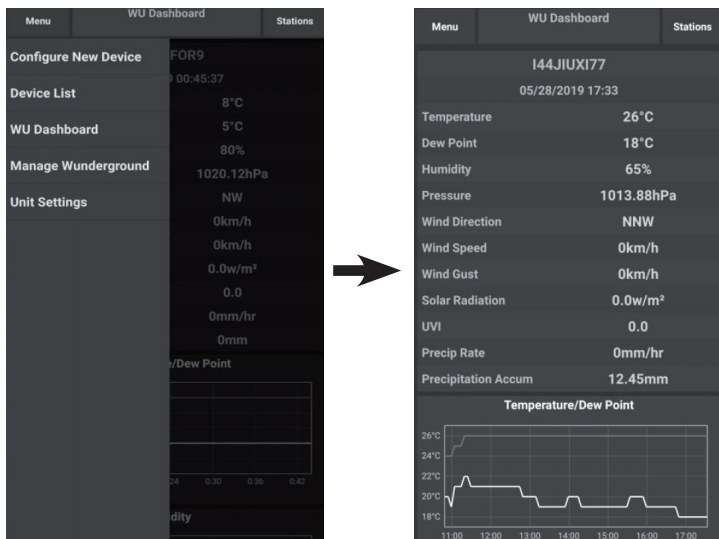 Menu WU Dashboard Stations
Configure New Device
FOR9
Device List
9 00:45:37
8°C
WU Dashboard
5°C
80%
Manage Wunderground
1020.12hPa
Unit Settings
NW
0km/h
0km/h
0.0w/m²
0.0
0mm/hr
0mm
e/Dew Point
24 0:30 0:36 0:42
idity
Menu WU Dashboard Stations
I44JIUXI77
05/28/2019 17:33
Temperature 26°C
Dew Point 18°C
Humidity 65%
Pressure 1013.88hPa
Wind Direction NNW
Wind Speed 0km/h
Wind Gust 0km/h
Solar Radiation 0.0w/m²
UVI 0.0
Precip Rate 0mm/hr
Precipitation Accum 12.45mm
Temperature/Dew Point
26°C
24°C
22°C
20°C
18°C
11:00 12:00 13:00 14:00 15:00 16:00 17:00